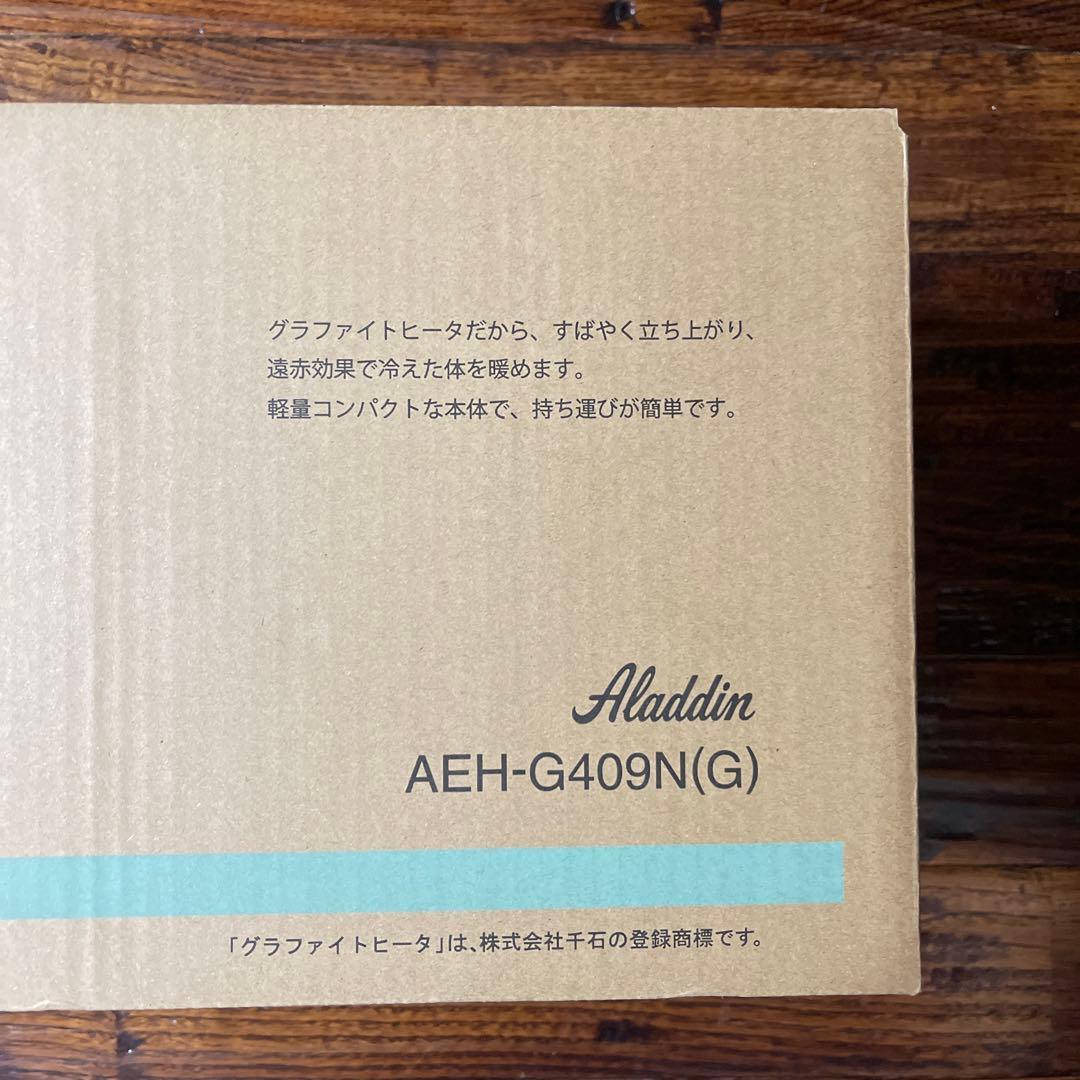 グラファイトヒータだから、すばやく立ち上がり、
遠赤効果で冷えた体を暖めます。
軽量コンパクトな本体で、持ち運びが簡単です。
Aladdin
AEH-G409N(G)
「グラファイトヒータ」は、株式会社千石の登録商標です。